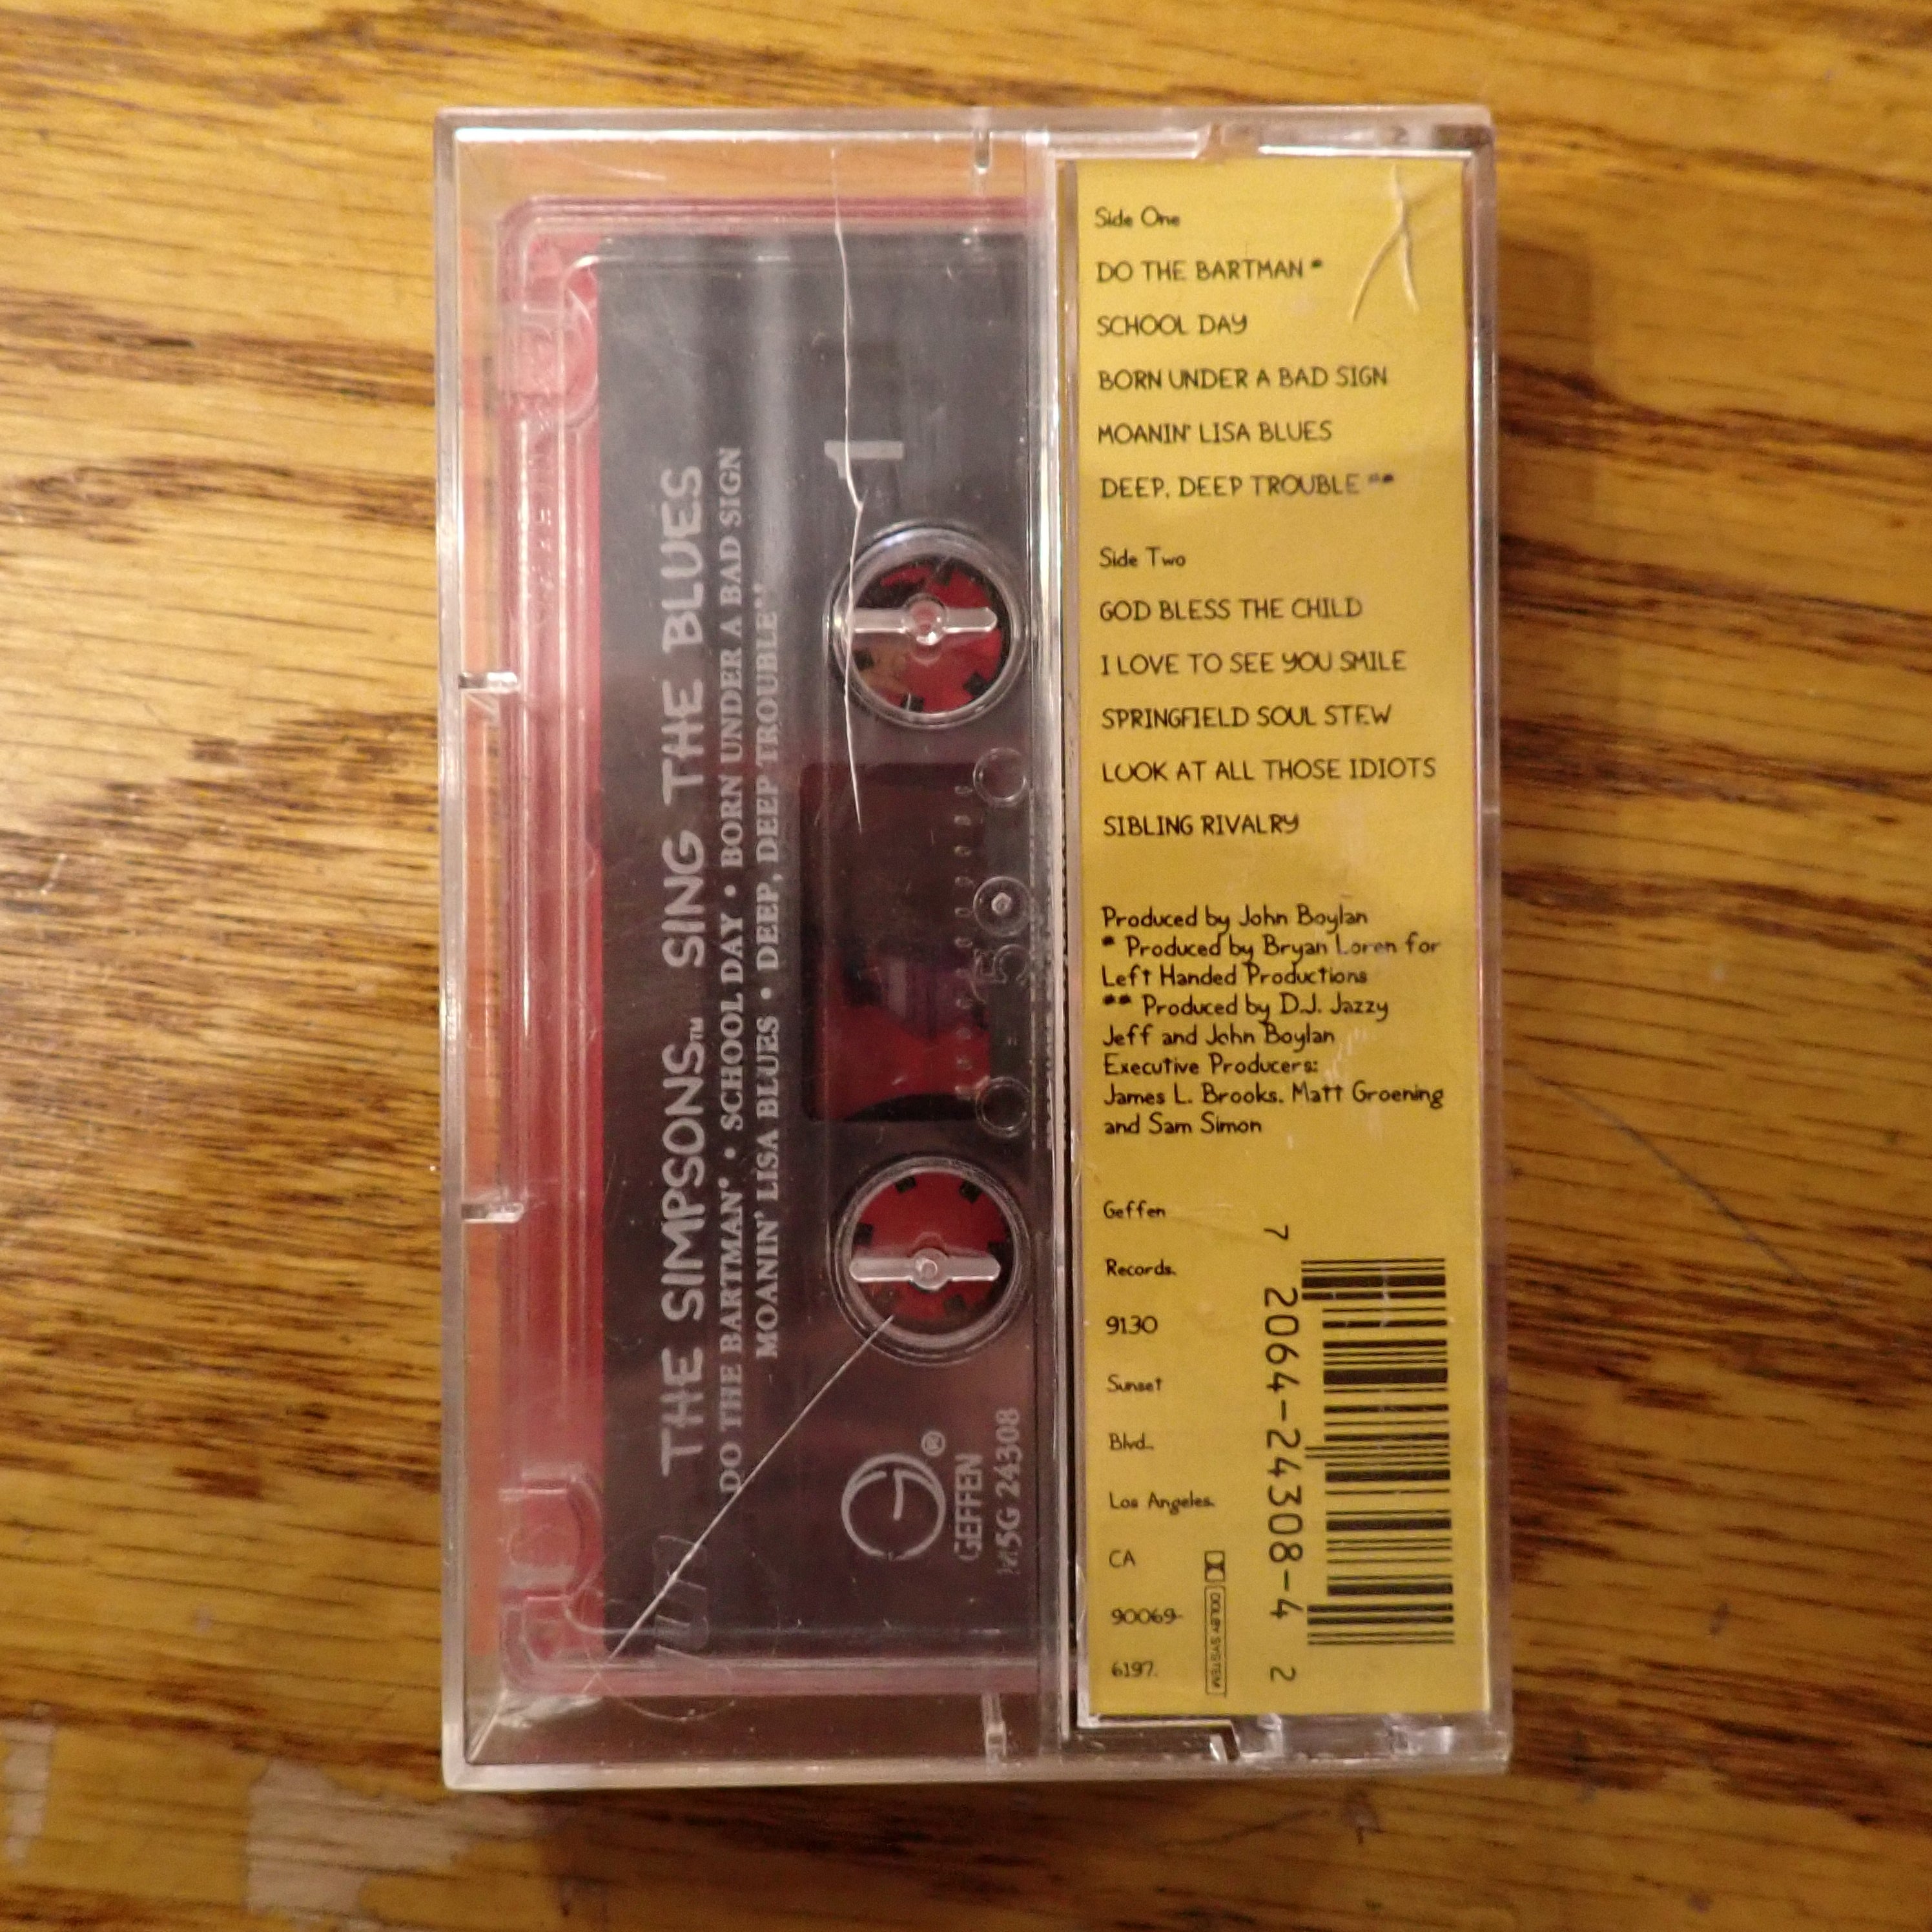 THE SIMPSONS™ SING THE BLUES
DO THE BARTMAN* • SCHOOL DAY • BORN UNDER A BAD SIGN
MOANIN' LISA BLUES • DEEP, DEEP TROUBLE**
1
50
GEFFEN
M5G 24308
Side One
DO THE BARTMAN *
SCHOOL DAY
BORN UNDER A BAD SIGN
MOANIN' LISA BLUES
DEEP, DEEP TROUBLE **
Side Two
GOD BLESS THE CHILD
I LOVE TO SEE YOU SMILE
SPRINGFIELD SOUL STEW
LOOK AT ALL THOSE IDIOTS
SIBLING RIVALRY
Produced by John Boylan
* Produced by Bryan Loren for
Left Handed Productions
** Produced by D.J. Jazzy
Jeff and John Boylan
Executive Producers:
James L. Brooks, Matt Groening
and Sam Simon
Geffen
Records,
9130
Sunset
Blvd.,
Los Angeles,
CA
90069-
6197.
DOLBY SYSTEM
7 2064-24308-4 2